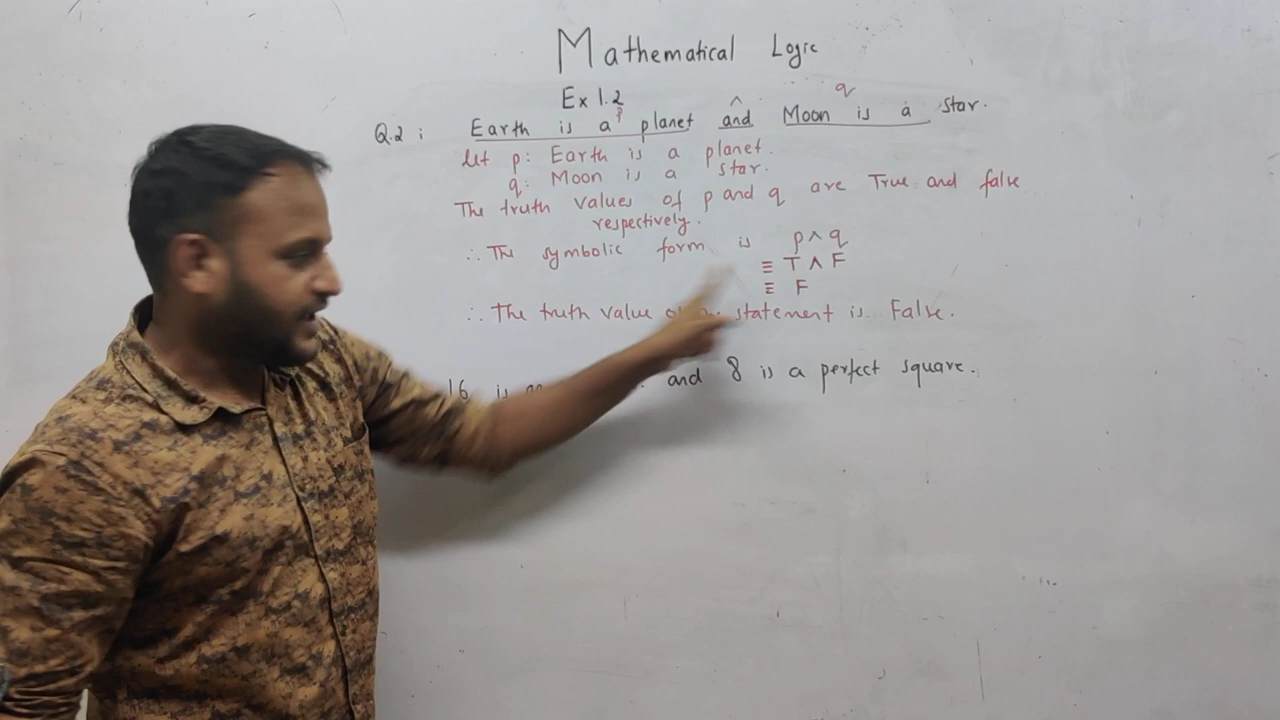 Mathematical Logic
Ex 1.2
p ∧ q
Q.2 : Earth is a planet and Moon is a star.
let p: Earth is a planet.
q: Moon is a star.
The truth values of p and q are True and false
respectively.
∴ The symbolic form is p ∧ q
≡ T ∧ F
≡ F
∴ The truth value statement is False.
16 is and 8 is a perfect square.